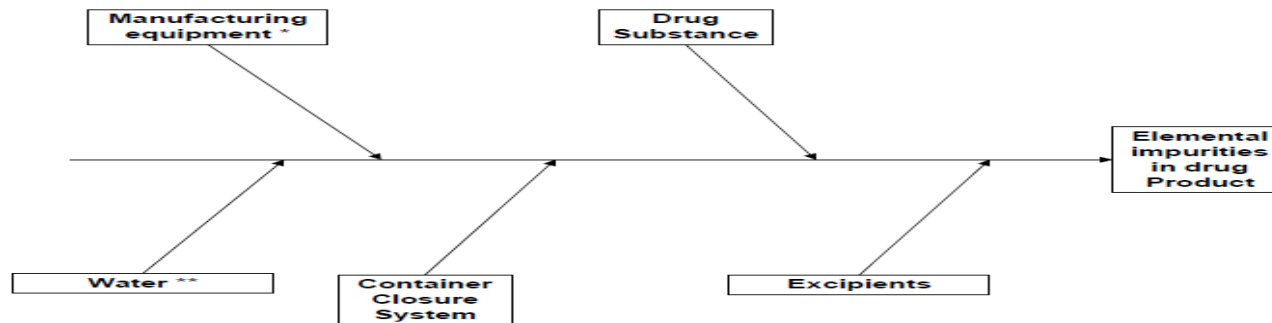 Manufacturing
equipment *
Drug
Substance
Elemental
impurities
in drug
Product
Water **
Container
Closure
System
Excipients